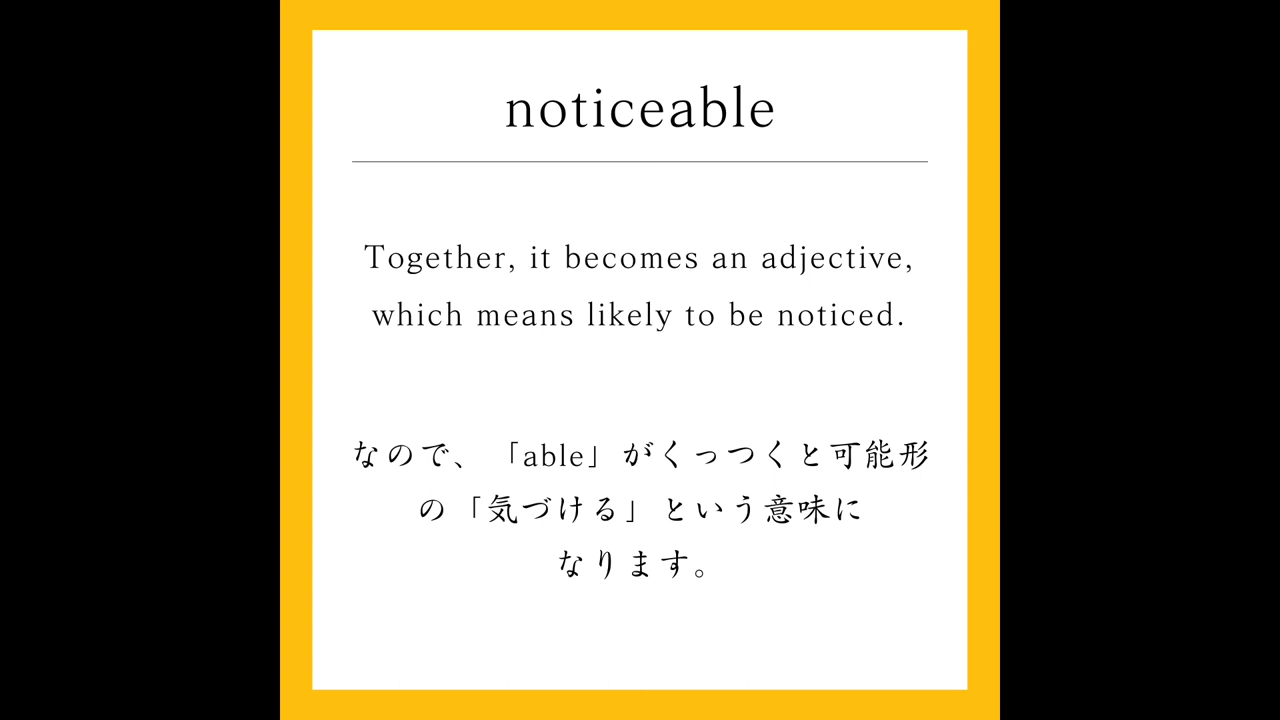 noticeable
Together, it becomes an adjective,
which means likely to be noticed.
なので、「able」がくっつくと可能形
の「気づける」という意味に
なります。